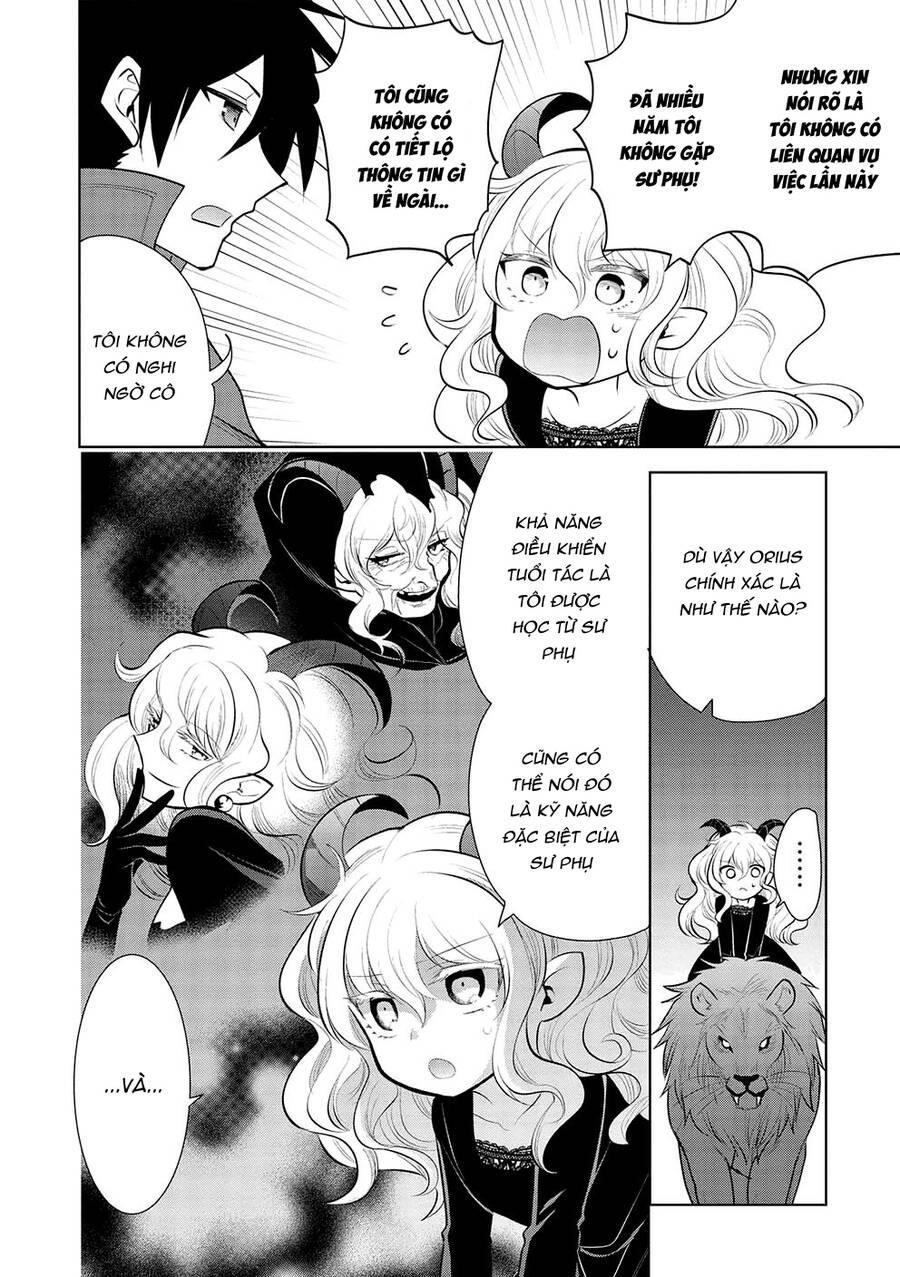 NHƯNG XIN
NÓI RÕ LÀ
TÔI KHÔNG CÓ
LIÊN QUAN VỤ
VIỆC LẦN NÀY
ĐÃ NHIỀU
NĂM TÔI
KHÔNG GẶP
SƯ PHỤ!
TÔI CŨNG
KHÔNG CÓ
CÓ TIẾT LỘ
THÔNG TIN GÌ
VỀ NGÀI...
TÔI KHÔNG
CÓ NGHI
NGỜ CÔ
DÙ VẬY ORIUS
CHÍNH XÁC LÀ
NHƯ THẾ NÀO?
........
KHẢ NĂNG
ĐIỀU KHIỂN
TUỔI TÁC LÀ
TÔI ĐƯỢC
HỌC TỪ SƯ
PHỤ
CŨNG CÓ
THỂ NÓI ĐÓ
LÀ KỸ NĂNG
ĐẶC BIỆT CỦA
SƯ PHỤ
...VÀ...